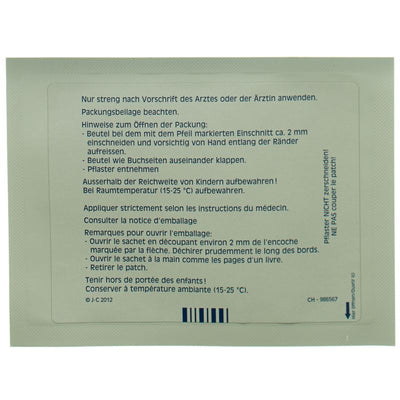 Nur streng nach Vorschrift des Arztes oder der Ärztin anwenden.
Packungsbeilage beachten.
Hinweise zum Öffnen der Packung:
- Beutel bei dem mit dem Pfeil markierten Einschnitt ca. 2 mm
einschneiden und vorsichtig von Hand entlang der Ränder
aufreissen.
- Beutel wie Buchseiten auseinander klappen.
- Pflaster entnehmen
Ausserhalb der Reichweite von Kindern aufbewahren!
Bei Raumtemperatur (15-25 °C) aufbewahren.
Appliquer strictement selon les instructions du médecin.
Consulter la notice d'emballage
Remarques pour ouvrir l'emballage:
- Ouvrir le sachet en découpant environ 2 mm de l'encoche
marquée par la flèche. Déchirer prudemment le long des bords.
- Ouvrir le sachet à la main comme les pages d'un livre.
- Retirer le patch.
Tenir hors de portée des enfants!
Conserver à température ambiante (15-25 °C).
© J-C 2012
CH - 986567
Pflaster NICHT zerschneiden!
NE PAS couper le patch!
Hier öffnen/Ouvrir ici